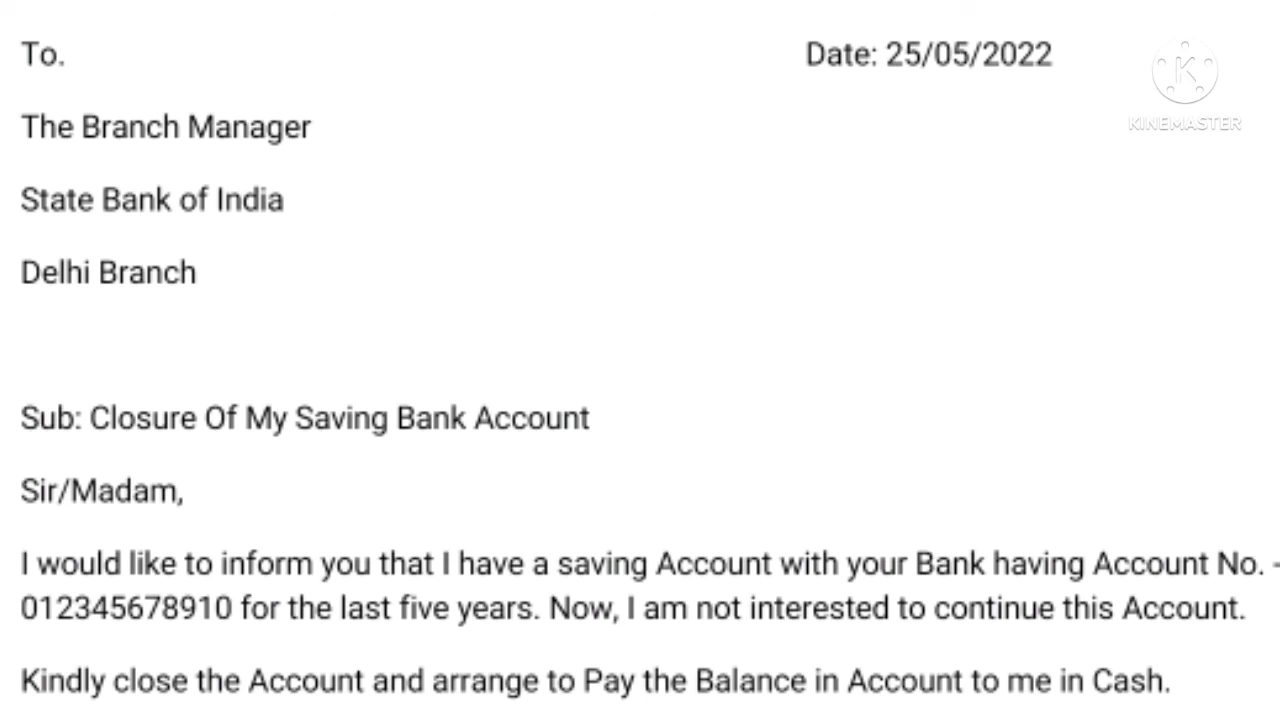 To. Date: 25/05/2022
KINEMASTER
The Branch Manager
State Bank of India
Delhi Branch
Sub: Closure Of My Saving Bank Account
Sir/Madam,
I would like to inform you that I have a saving Account with your Bank having Account No. -
012345678910 for the last five years. Now, I am not interested to continue this Account.
Kindly close the Account and arrange to Pay the Balance in Account to me in Cash.